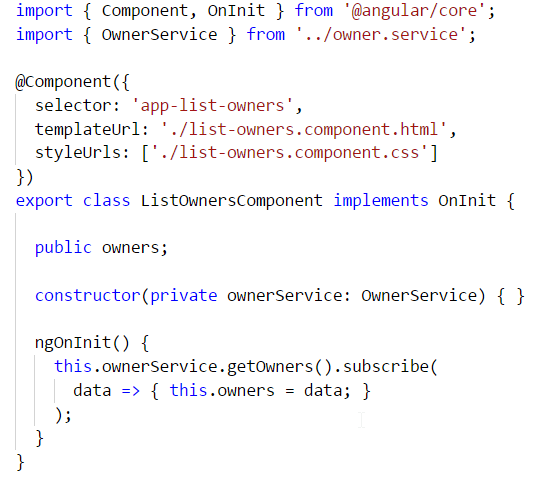 import { Component, OnInit } from '@angular/core';
import { OwnerService } from '../owner.service';

@Component({
  selector: 'app-list-owners',
  templateUrl: './list-owners.component.html',
  styleUrls: ['./list-owners.component.css']
})
export class ListOwnersComponent implements OnInit {

  public owners;

  constructor(private ownerService: OwnerService) { }

  ngOnInit() {
    this.ownerService.getOwners().subscribe(
      data => { this.owners = data; }
    );
  }
}